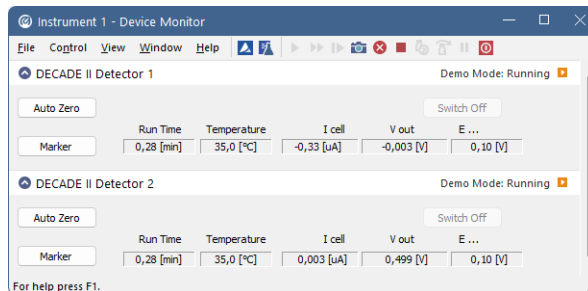 Instrument 1 - Device Monitor
File Control View Window Help
DECADE II Detector 1 Demo Mode: Running
Auto Zero Switch Off
Run Time Temperature I cell V out E ...
Marker 0,28 [min] 35,0 [°C] -0,33 [uA] -0,003 [V] 0,10 [V]
DECADE II Detector 2 Demo Mode: Running
Auto Zero Switch Off
Run Time Temperature I cell V out E ...
Marker 0,28 [min] 35,0 [°C] 0,003 [uA] 0,499 [V] 0,10 [V]
For help press F1.